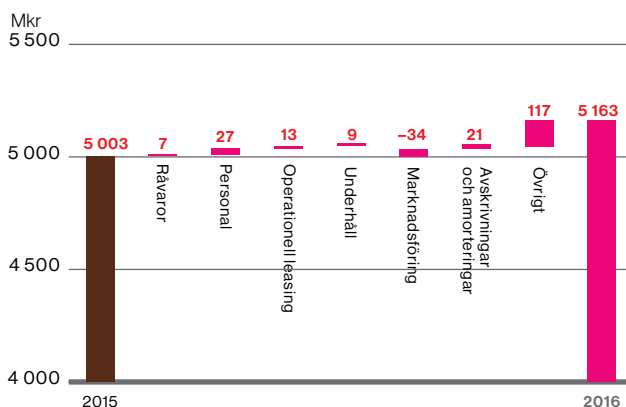 Mkr
5 500
5 003
7
27
13
9
–34
21
117
5 163
5 000
Råvaror
Personal
Operationell leasing
Underhåll
Marknadsföring
Avskrivningar
och amorteringar
Övrigt
4 500
4 000
2015
2016